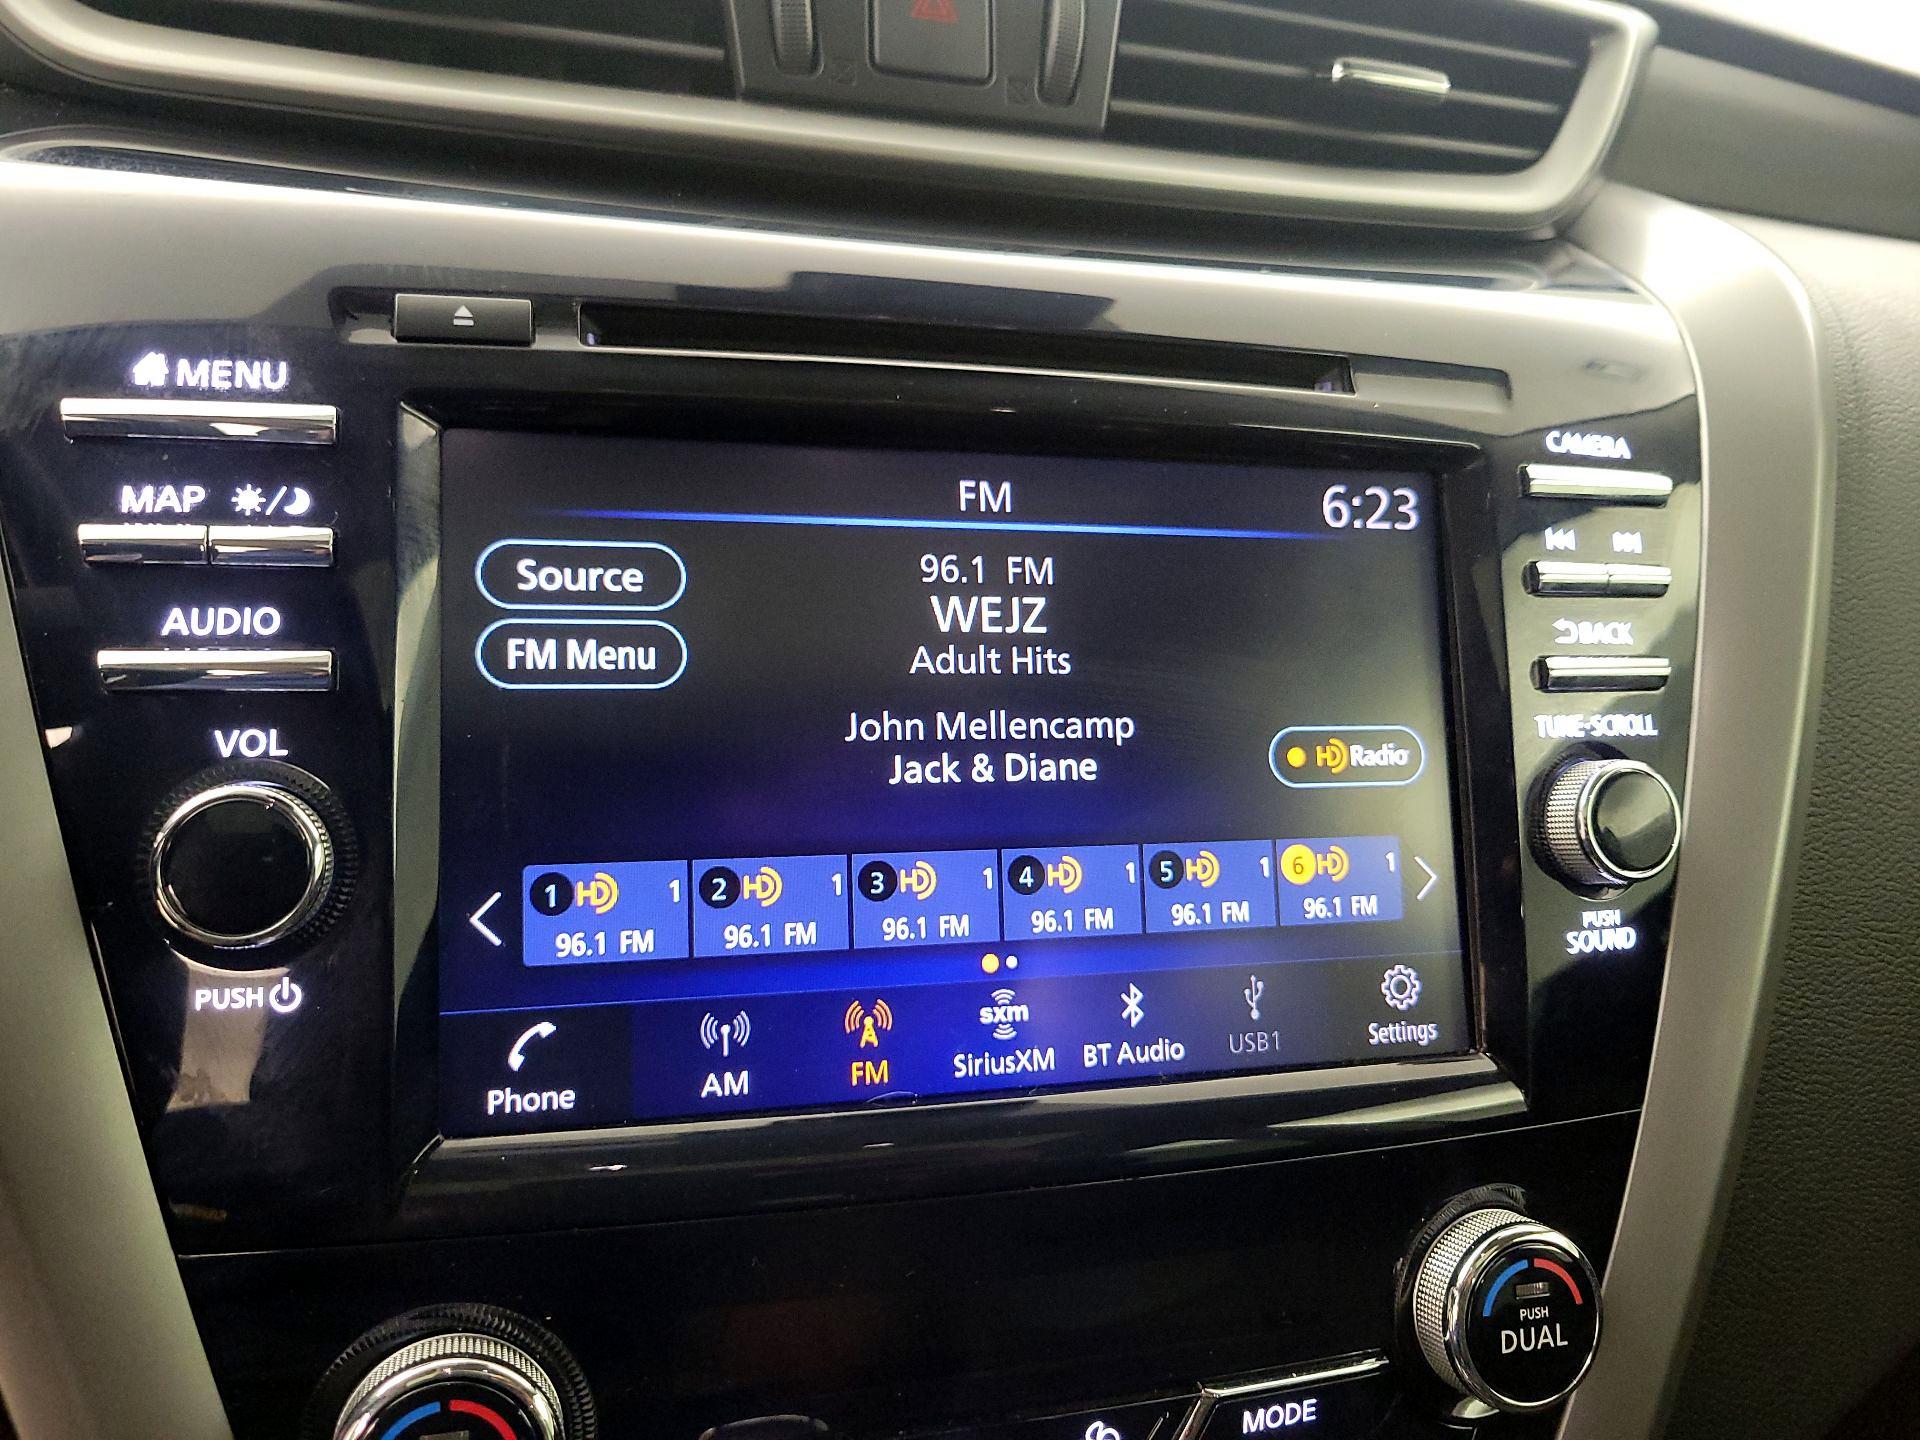 MENU
MAP
AUDIO
VOL
PUSH
FM
6:23
Source
FM Menu
96.1 FM
WEJZ
Adult Hits
John Mellencamp
Jack & Diane
HD Radio
1 HD 1
96.1 FM
2 HD 1
96.1 FM
3 HD 1
96.1 FM
4 HD 1
96.1 FM
5 HD 1
96.1 FM
6 HD 1
96.1 FM
Phone
AM
FM
sxm
SiriusXM
BT Audio
USB1
Settings
CAMERA
BACK
TUNE·SCROLL
PUSH
SOUND
PUSH
DUAL
MODE